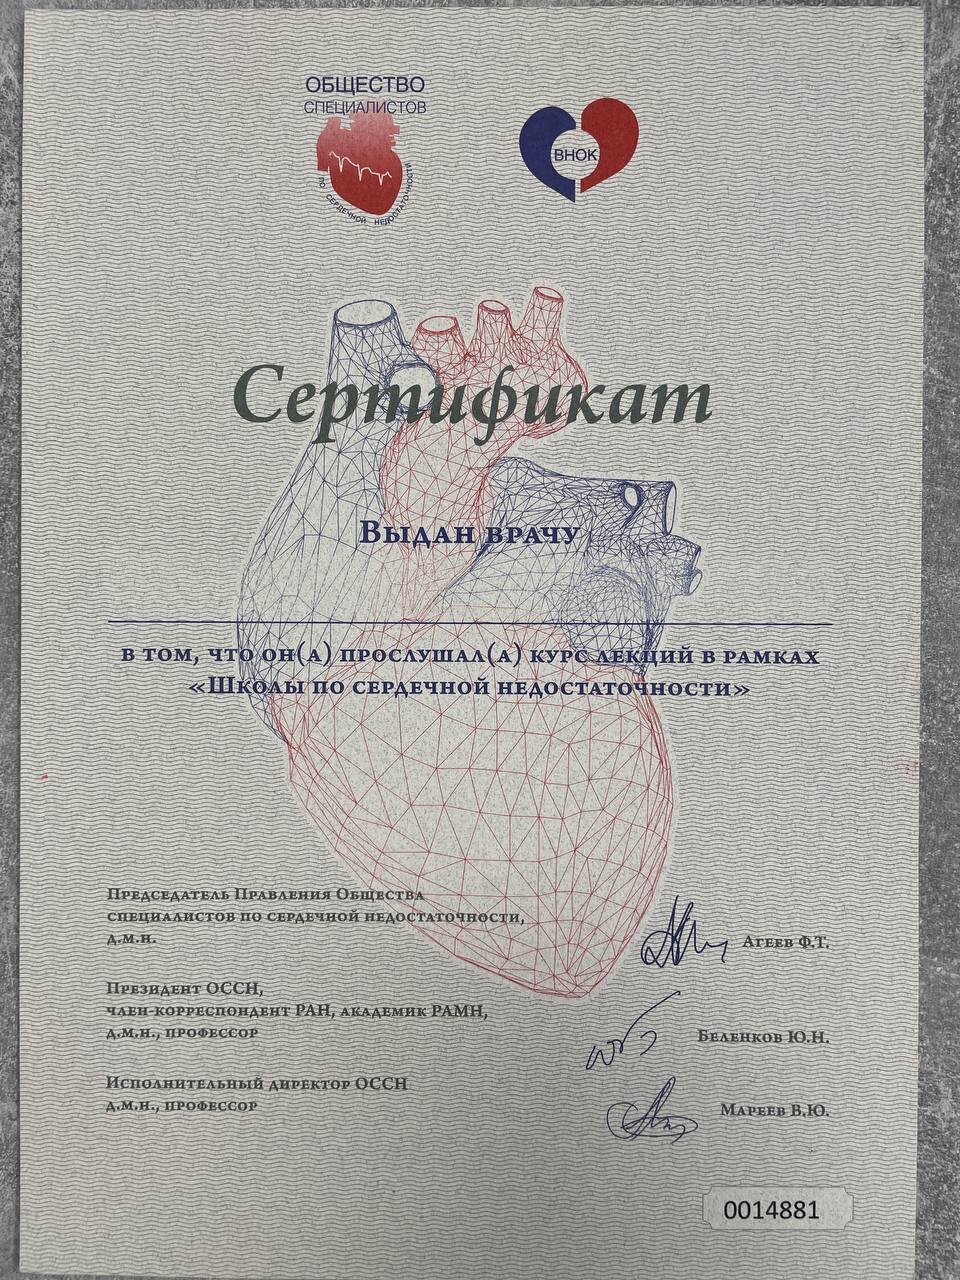 ОБЩЕСТВО
СПЕЦИАЛИСТОВ
ПО СЕРДЕЧНОЙ НЕДОСТАТОЧНОСТИ
ВНОК
Сертификат
Выдан врачу
в том, что он(а) прослушал(а) курс лекций в рамках
«Школы по сердечной недостаточности»
Председатель Правления Общества
специалистов по сердечной недостаточности,
д.м.н.
Агеев Ф.Т.
Президент ОССН,
член-корреспондент РАН, академик РАМН,
д.м.н., профессор
Беленков Ю.Н.
Исполнительный директор ОССН
д.м.н., профессор
Мареев В.Ю.
0014881